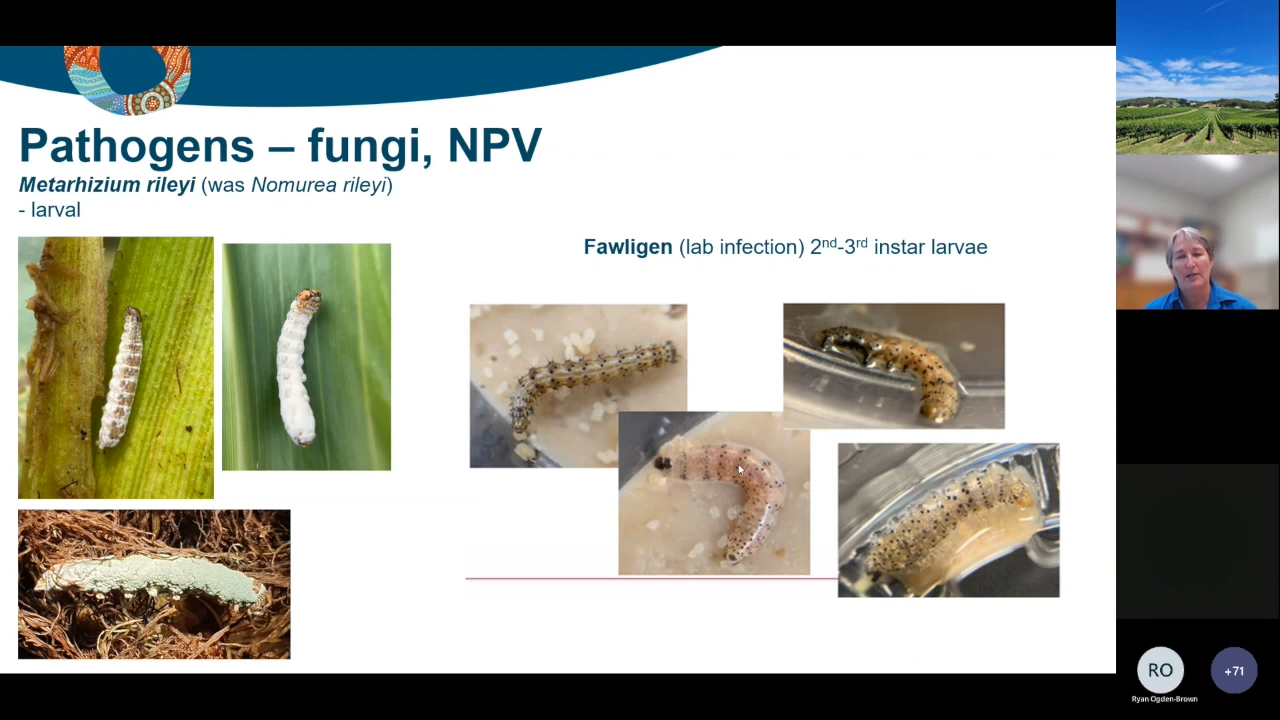 Pathogens – fungi, NPV
Metarhizium rileyi (was Nomurea rileyi)
- larval
Fawligen (lab infection) 2nd-3rd instar larvae
RO
+71
Ryan Ogden-Brown